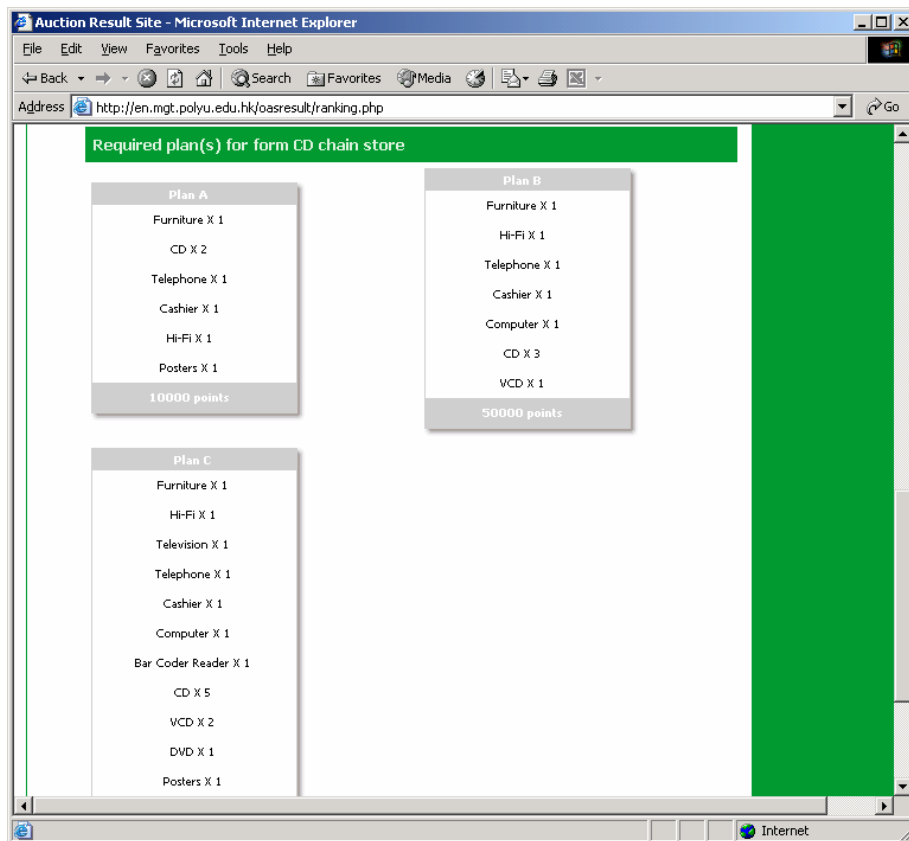 Auction Result Site - Microsoft Internet Explorer
File Edit View Favorites Tools Help
Back Search Favorites Media
Address http://en.mgt.polyu.edu.hk/oasresult/ranking.php Go
Required plan(s) for form CD chain store
Plan A
Furniture X 1
CD X 2
Telephone X 1
Cashier X 1
Hi-Fi X 1
Posters X 1
10000 points
Plan B
Furniture X 1
Hi-Fi X 1
Telephone X 1
Cashier X 1
Computer X 1
CD X 3
VCD X 1
50000 points
Plan C
Furniture X 1
Hi-Fi X 1
Television X 1
Telephone X 1
Cashier X 1
Computer X 1
Bar Coder Reader X 1
CD X 5
VCD X 2
DVD X 1
Posters X 1
Internet